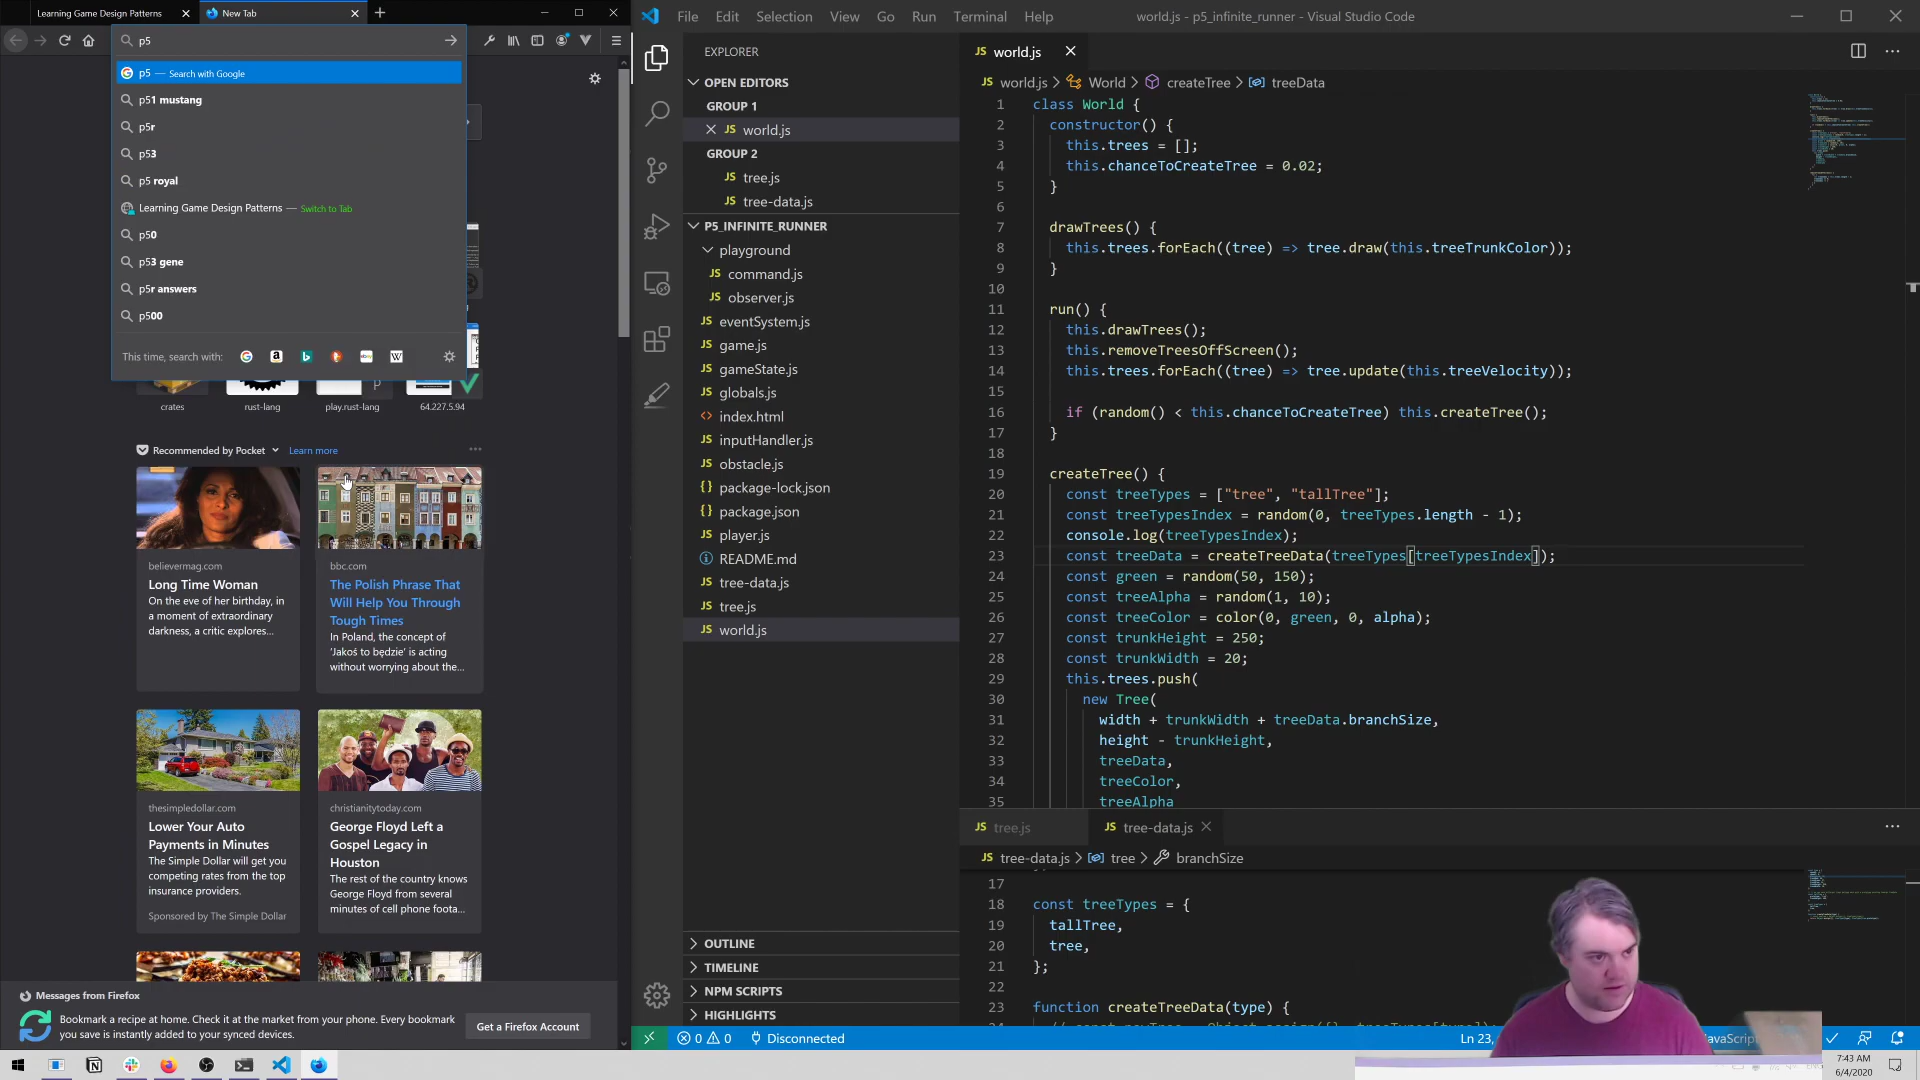 Learning Game Design Patterns
New Tab
p5
p5 — Search with Google
p51 mustang
p5r
p53
p5 royal
Learning Game Design Patterns — Switch to Tab
p50
p53 gene
p5r answers
p500
This time, search with:
crates
rust-lang
play.rust-lang
64.227.5.94
Recommended by Pocket
Learn more
believermag.com
Long Time Woman
On the eve of her birthday, in
a moment of extraordinary
darkness, a critic explores...
bbc.com
The Polish Phrase That
Will Help You Through
Tough Times
In Poland, the concept of
'Jakoś to będzie' is acting
without worrying about the...
thesimpledollar.com
Lower Your Auto
Payments in Minutes
The Simple Dollar will get you
competing rates from the top
insurance providers.
Sponsored by The Simple Dollar
christianitytoday.com
George Floyd Left a
Gospel Legacy in
Houston
The rest of the country knows
George Floyd from several
minutes of cell phone foota...
Messages from Firefox
Bookmark a recipe at home. Check it at the market from your phone. Every bookmark
you save is instantly added to your synced devices.
Get a Firefox Account
File Edit Selection View Go Run Terminal Help
world.js - p5_infinite_runner - Visual Studio Code
EXPLORER
OPEN EDITORS
GROUP 1
JS world.js
GROUP 2
JS tree.js
JS tree-data.js
P5_INFINITE_RUNNER
playground
JS command.js
JS observer.js
JS eventSystem.js
JS game.js
JS gameState.js
JS globals.js
<> index.html
JS inputHandler.js
JS obstacle.js
{} package-lock.json
{} package.json
JS player.js
README.md
JS tree-data.js
JS tree.js
JS world.js
OUTLINE
TIMELINE
NPM SCRIPTS
HIGHLIGHTS
JS world.js
JS world.js > World > createTree > treeData
1 class World {
2 constructor() {
3 this.trees = [];
4 this.chanceToCreateTree = 0.02;
5 }
6
7 drawTrees() {
8 this.trees.forEach((tree) => tree.draw(this.treeTrunkColor));
9 }
10
11 run() {
12 this.drawTrees();
13 this.removeTreesOffScreen();
14 this.trees.forEach((tree) => tree.update(this.treeVelocity));
15
16 if (random() < this.chanceToCreateTree) this.createTree();
17 }
18
19 createTree() {
20 const treeTypes = ["tree", "tallTree"];
21 const treeTypesIndex = random(0, treeTypes.length - 1);
22 console.log(treeTypesIndex);
23 const treeData = createTreeData(treeTypes[treeTypesIndex]);
24 const green = random(50, 150);
25 const treeAlpha = random(1, 10);
26 const treeColor = color(0, green, 0, alpha);
27 const trunkHeight = 250;
28 const trunkWidth = 20;
29 this.trees.push(
30 new Tree(
31 width + trunkWidth + treeData.branchSize,
32 height - trunkHeight,
33 treeData,
34 treeColor,
35 treeAlpha
JS tree.js
JS tree-data.js
JS tree-data.js > tree > branchSize
17
18 const treeTypes = {
19 tallTree,
20 tree,
21 };
22
23 function createTreeData(type) {
0 0
Disconnected
Ln 23,
7:43 AM
6/4/2020